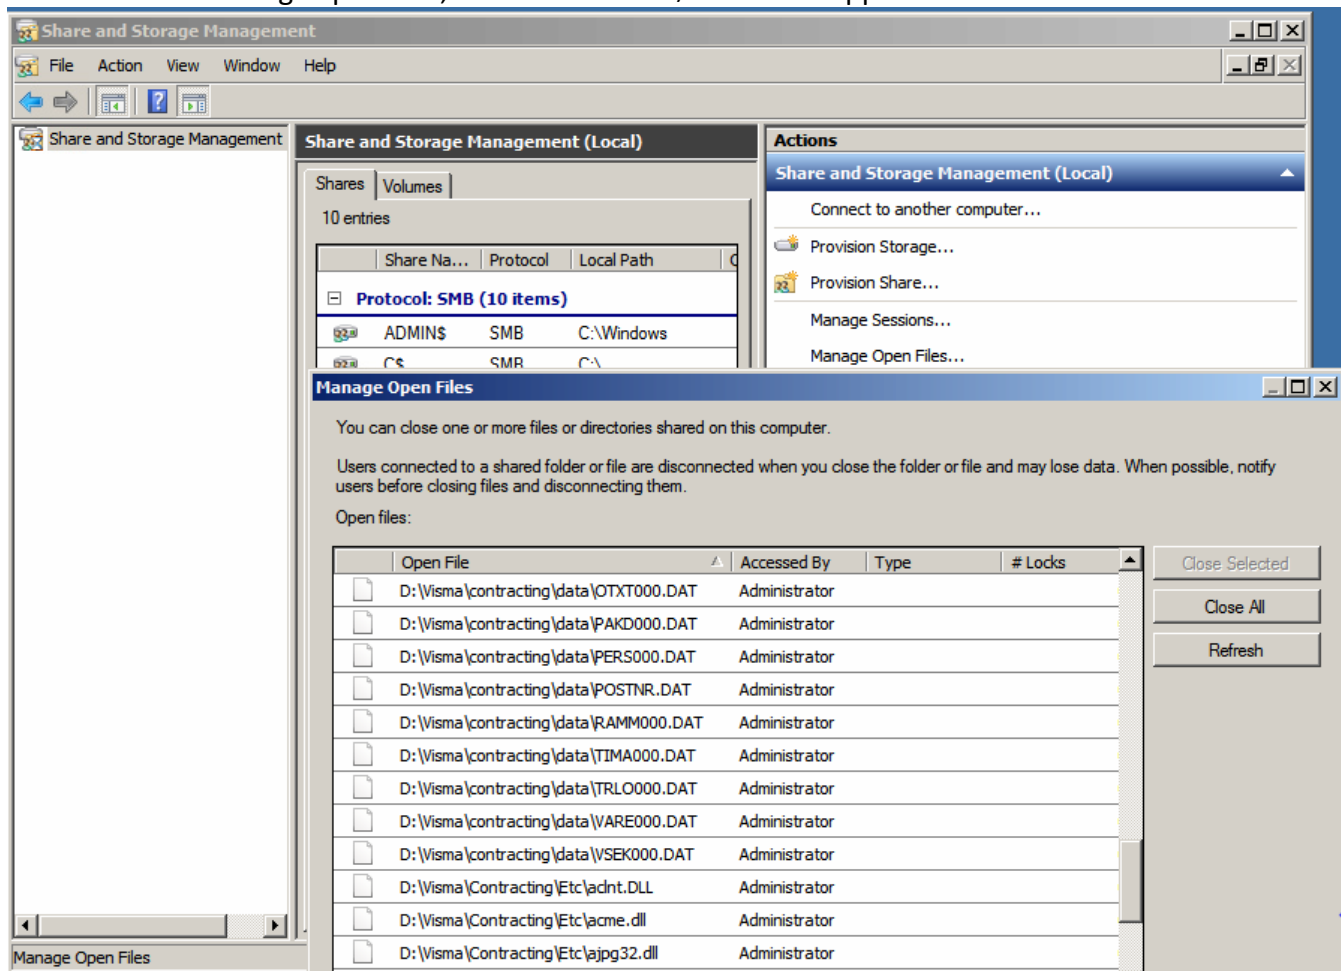 Share and Storage Management
File Action View Window Help
Share and Storage Management
Share and Storage Management (Local)
Shares Volumes
10 entries
Share Na... Protocol Local Path
Protocol: SMB (10 items)
ADMIN$ SMB C:\Windows
C$ SMB C:\
Actions
Share and Storage Management (Local)
Connect to another computer...
Provision Storage...
Provision Share...
Manage Sessions...
Manage Open Files...
Manage Open Files
You can close one or more files or directories shared on this computer.
Users connected to a shared folder or file are disconnected when you close the folder or file and may lose data. When possible, notify
users before closing files and disconnecting them.
Open files:
Open File Accessed By Type # Locks
D:\Visma\contracting\data\OTXT000.DAT Administrator
D:\Visma\contracting\data\PAKD000.DAT Administrator
D:\Visma\contracting\data\PERS000.DAT Administrator
D:\Visma\contracting\data\POSTNR.DAT Administrator
D:\Visma\contracting\data\RAMM000.DAT Administrator
D:\Visma\contracting\data\TIMA000.DAT Administrator
D:\Visma\contracting\data\TRLO000.DAT Administrator
D:\Visma\contracting\data\VARE000.DAT Administrator
D:\Visma\contracting\data\VSEK000.DAT Administrator
D:\Visma\Contracting\Etc\adnt.DLL Administrator
D:\Visma\Contracting\Etc\acme.dll Administrator
D:\Visma\Contracting\Etc\ajpg32.dll Administrator
Close Selected
Close All
Refresh
Manage Open Files